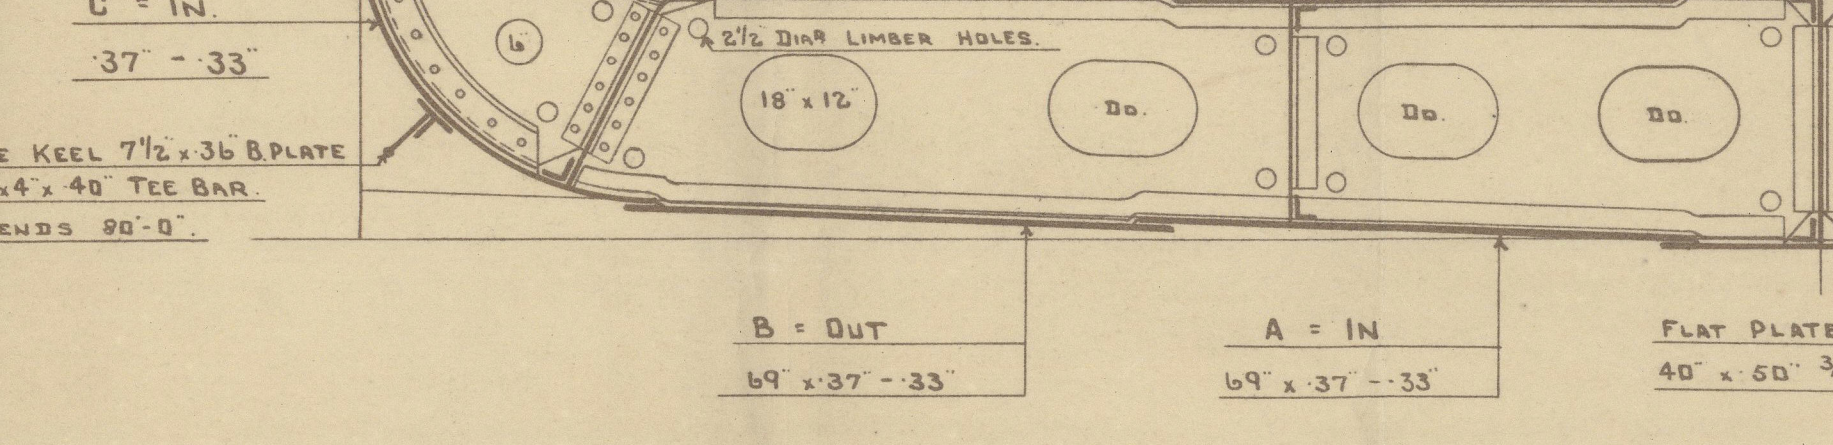 C = IN.
·37" - ·33"
6"
2½ DIAR LIMBER HOLES.
18" x 12"
Do.
Do.
Do.
E KEEL 7½" x ·36 B.PLATE
x4" x ·40" TEE BAR.
ENDS 80'-0".
B = OUT
69" x ·37" - ·33"
A = IN
69" x ·37" - ·33"
FLAT PLATE
40" x ·50"